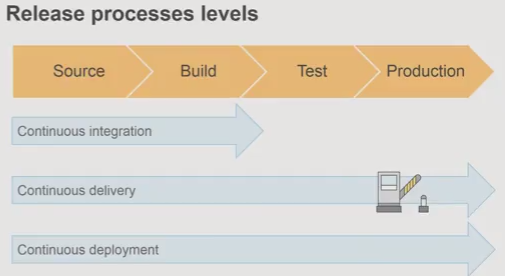 Release processes levels
Source Build Test Production
Continuous integration
Continuous delivery
Continuous deployment